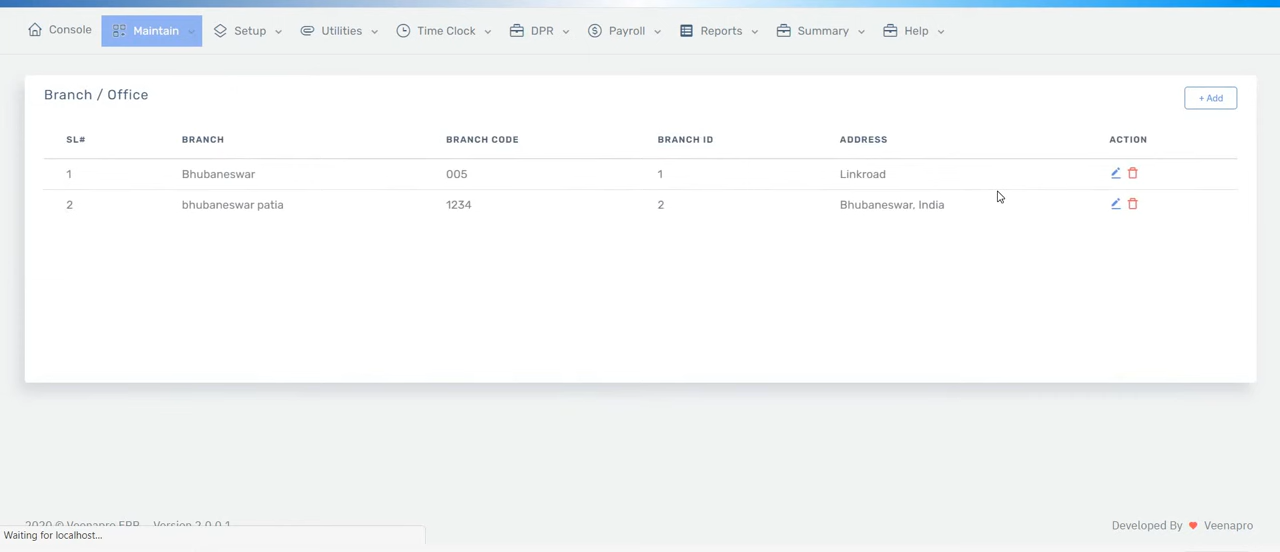 Console Maintain Setup Utilities Time Clock DPR Payroll Reports Summary Help
Branch / Office
+ Add
SL# BRANCH BRANCH CODE BRANCH ID ADDRESS ACTION
1 Bhubaneswar 005 1 Linkroad
2 bhubaneswar patia 1234 2 Bhubaneswar, India
2020 © Veenapro ERP Version 2.0.0.1
Developed By Veenapro
Waiting for localhost...